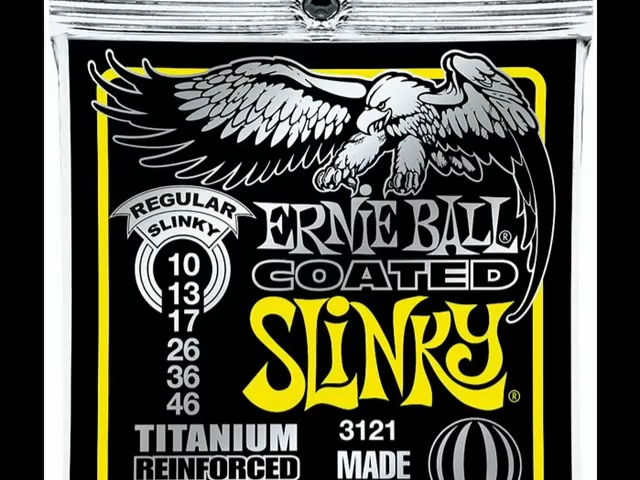 REGULAR
SLINKY
10
13
17
26
36
46
ERNIE BALL®
COATED
SLINKY®
TITANIUM
REINFORCED
3121
MADE